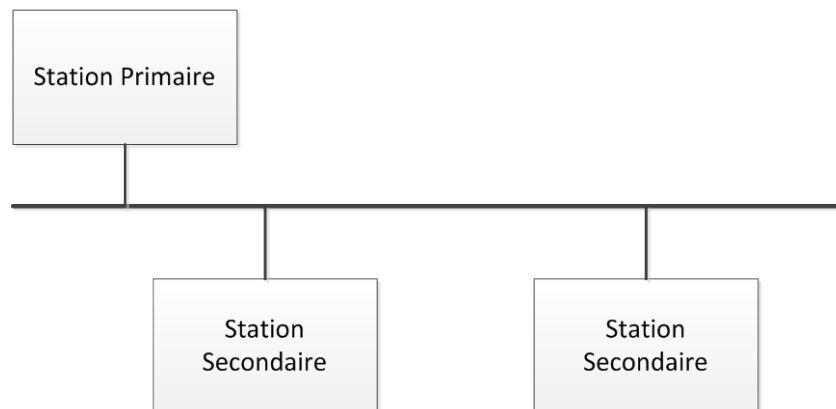 Station Primaire
Station
Secondaire
Station
Secondaire